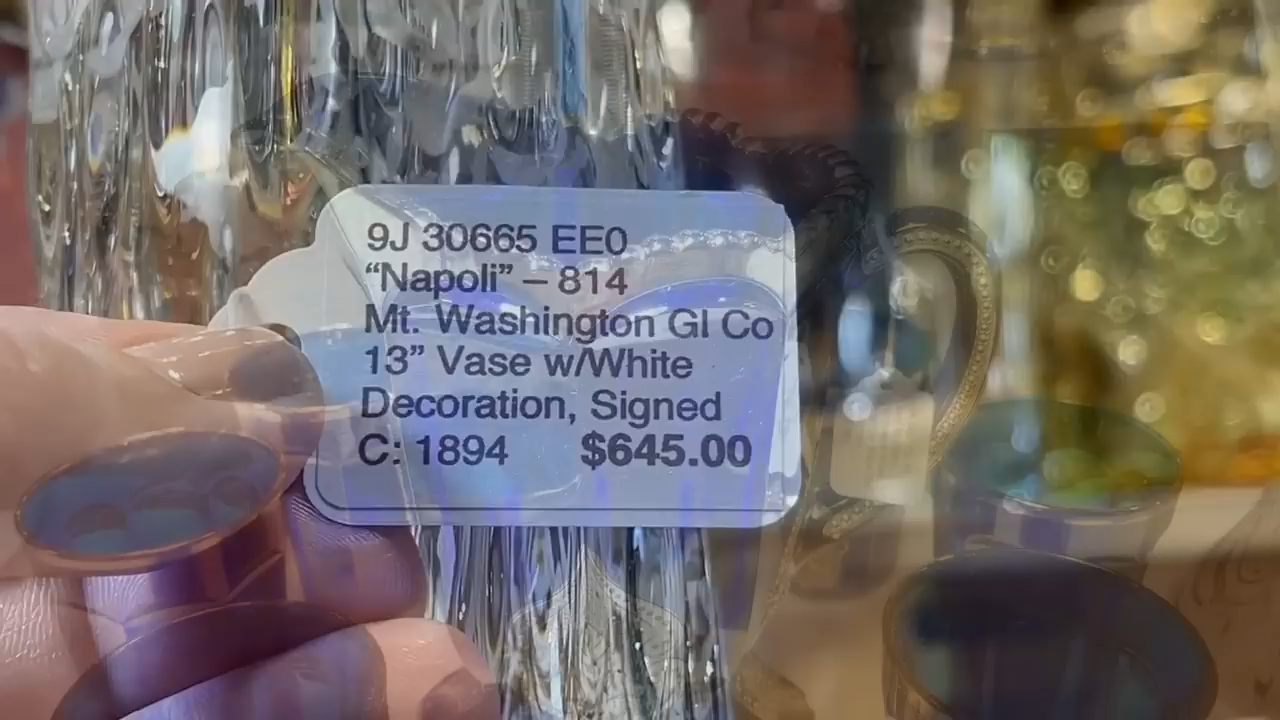 9J 30665 EE0
“Napoli” – 814
Mt. Washington Gl Co
13” Vase w/White
Decoration, Signed
C: 1894 $645.00